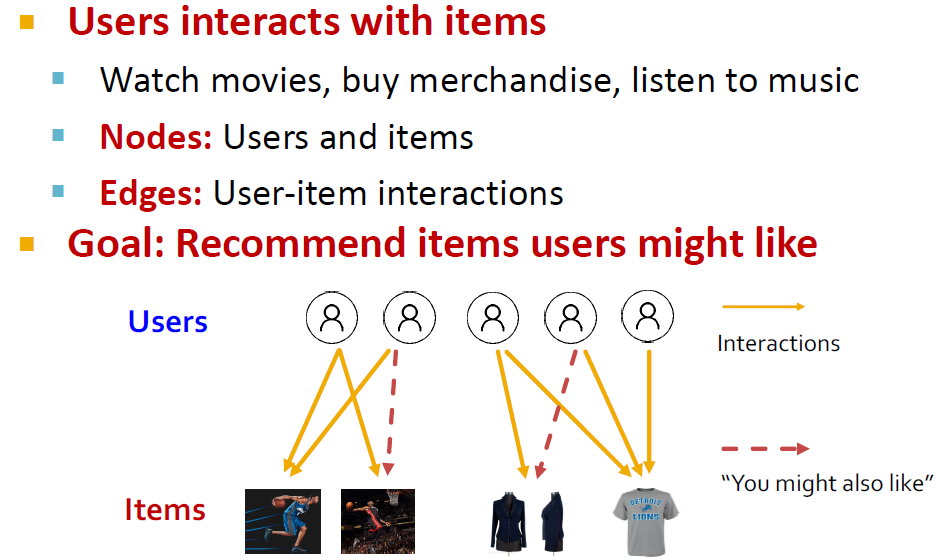 Users interacts with items
Watch movies, buy merchandise, listen to music
Nodes: Users and items
Edges: User-item interactions
Goal: Recommend items users might like
Users
Interactions
"You might also like"
Items
DETROIT
LIONS